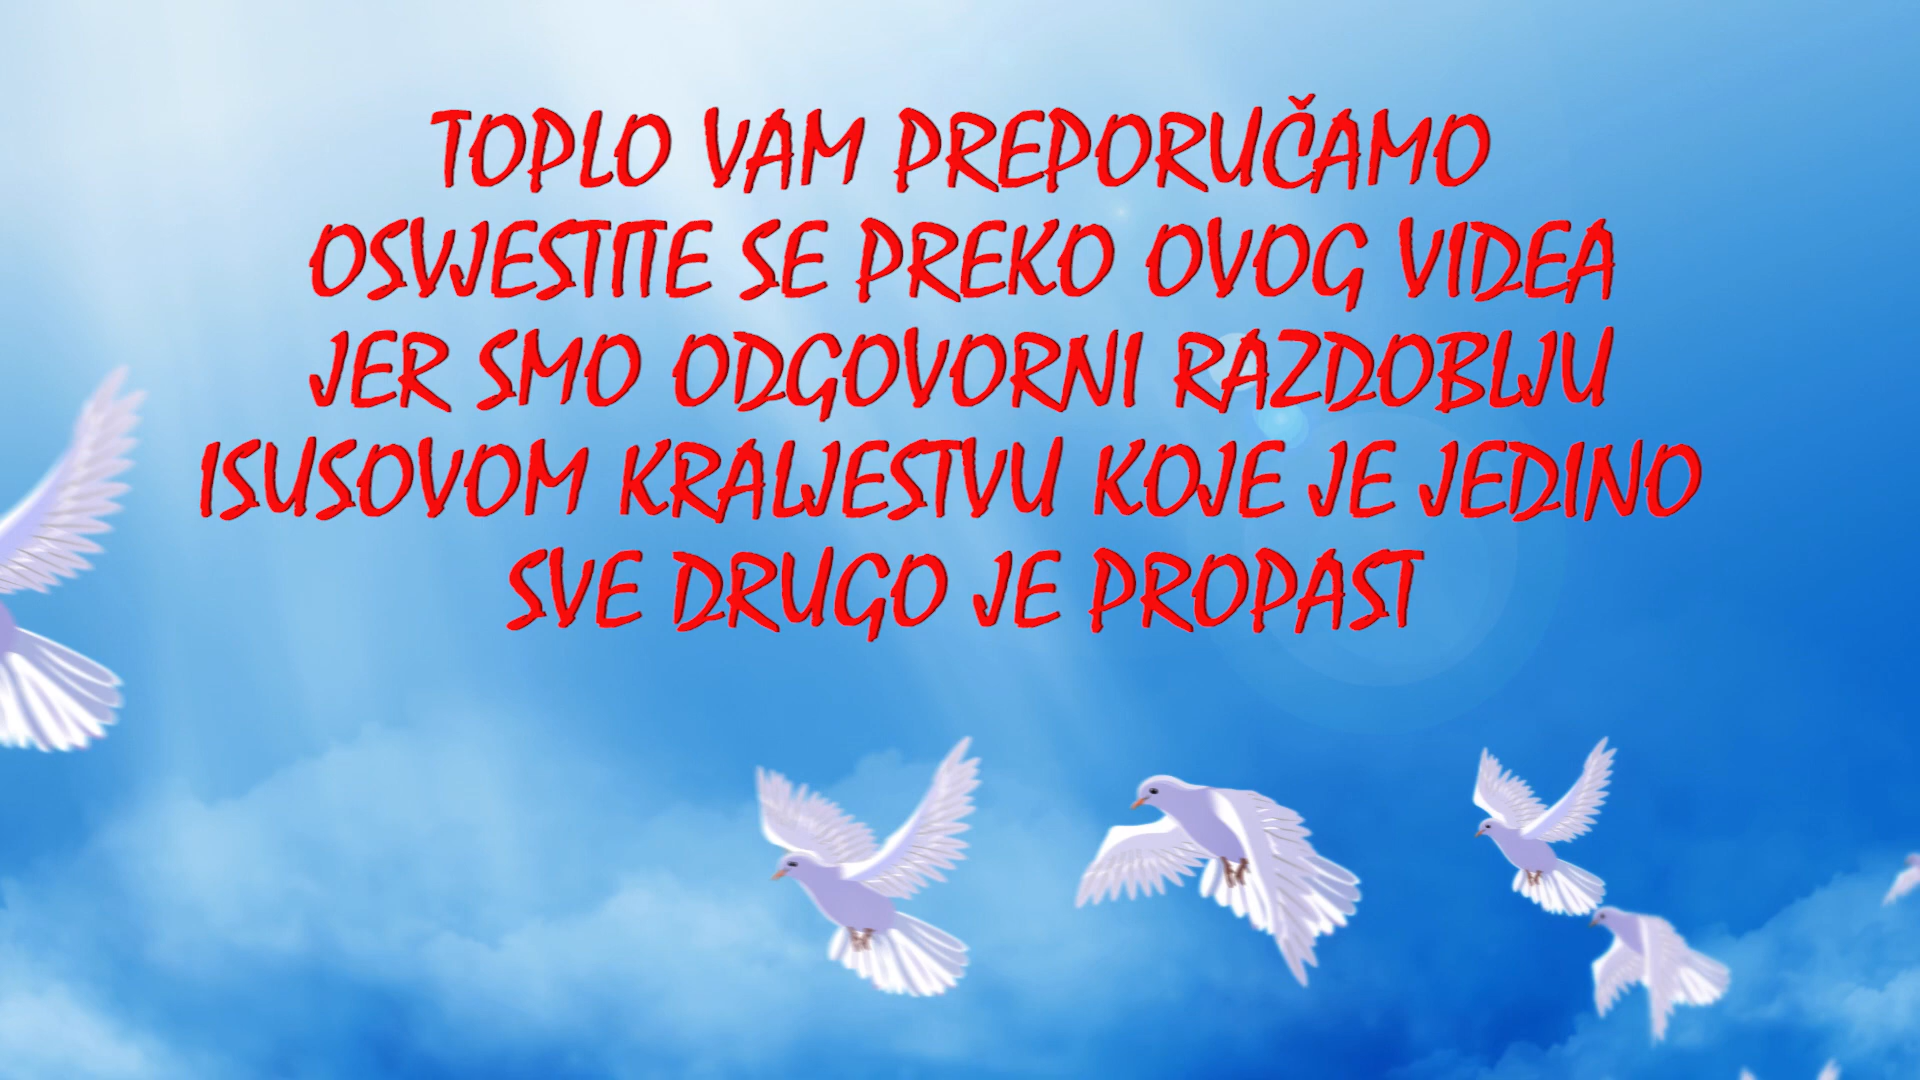 TOPLO VAM PREPORUČAMO
OSVJESTITE SE PREKO OVOG VIDEA
JER SMO ODGOVORNI RAZDOBLJU
ISUSOVOM KRALJESTVU KOJE JE JEDINO
SVE DRUGO JE PROPAST